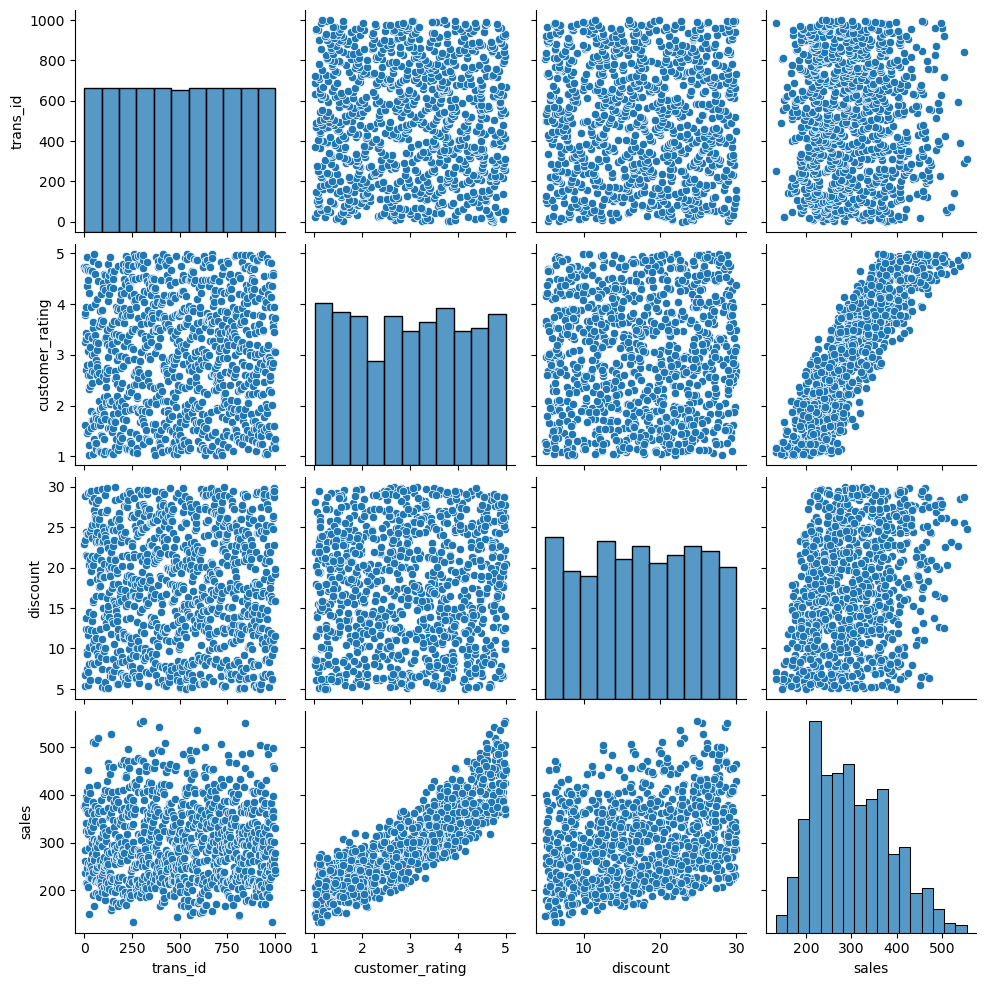 1000
800
600
400
200
0
trans_id
5
4
3
2
1
customer_rating
30
25
20
15
10
5
discount
500
400
300
200
sales
0 250 500 750 1000
1 2 3 4 5
10 20 30
200 300 400 500
trans_id customer_rating discount sales